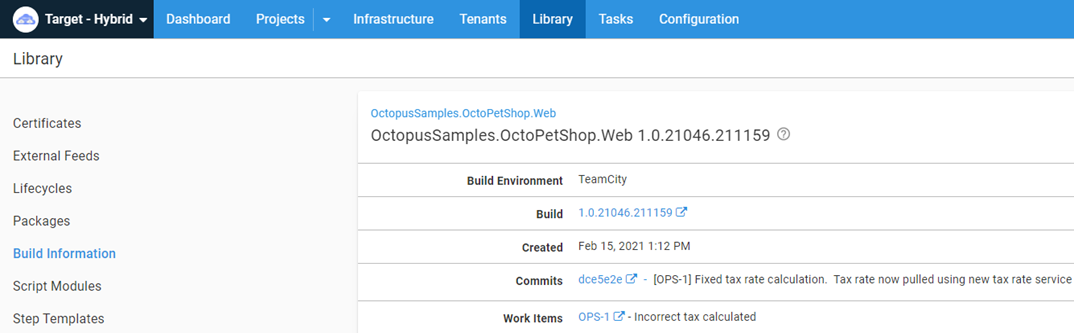 Target - Hybrid Dashboard Projects Infrastructure Tenants Library Tasks Configuration
Library
Certificates
External Feeds
Lifecycles
Packages
Build Information
Script Modules
Step Templates
OctopusSamples.OctoPetShop.Web
OctopusSamples.OctoPetShop.Web 1.0.21046.211159
Build Environment TeamCity
Build 1.0.21046.211159
Created Feb 15, 2021 1:12 PM
Commits dce5e2e - [OPS-1] Fixed tax rate calculation. Tax rate now pulled using new tax rate service
Work Items OPS-1 - Incorrect tax calculated